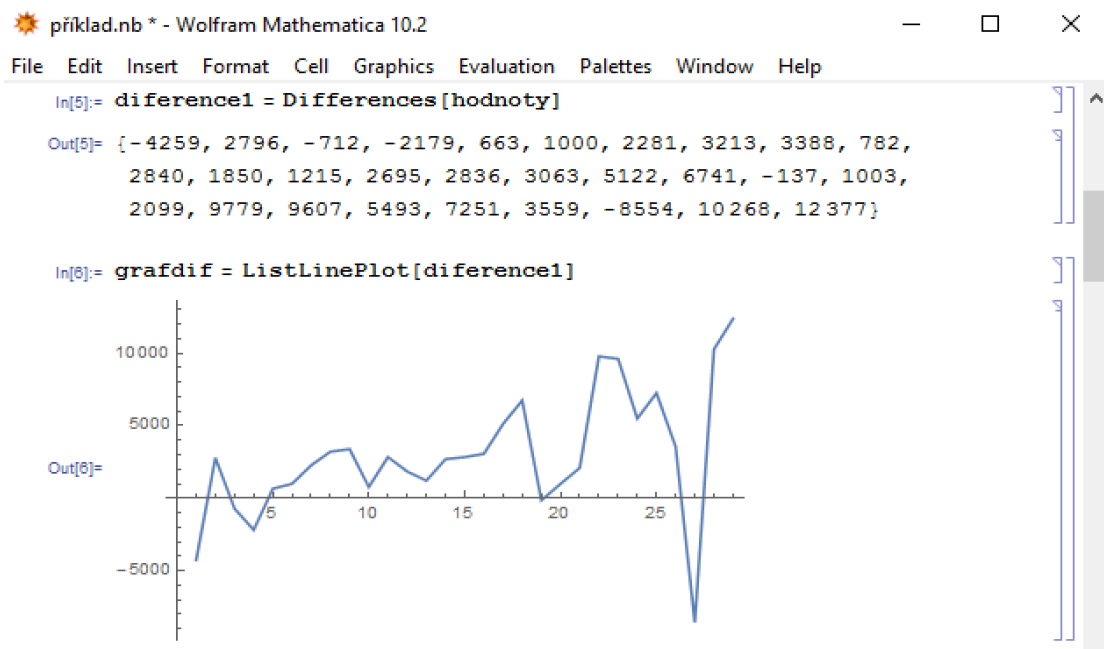 příklad.nb * - Wolfram Mathematica 10.2
File Edit Insert Format Cell Graphics Evaluation Palettes Window Help
In[5]:= diference1 = Differences[hodnoty]
Out[5]= {-4259, 2796, -712, -2179, 663, 1000, 2281, 3213, 3388, 782,
2840, 1850, 1215, 2695, 2836, 3063, 5122, 6741, -137, 1003,
2099, 9779, 9607, 5493, 7251, 3559, -8554, 10268, 12377}
In[6]:= grafdif = ListLinePlot[diference1]
10000
5000
Out[6]=
5 10 15 20 25
-5000